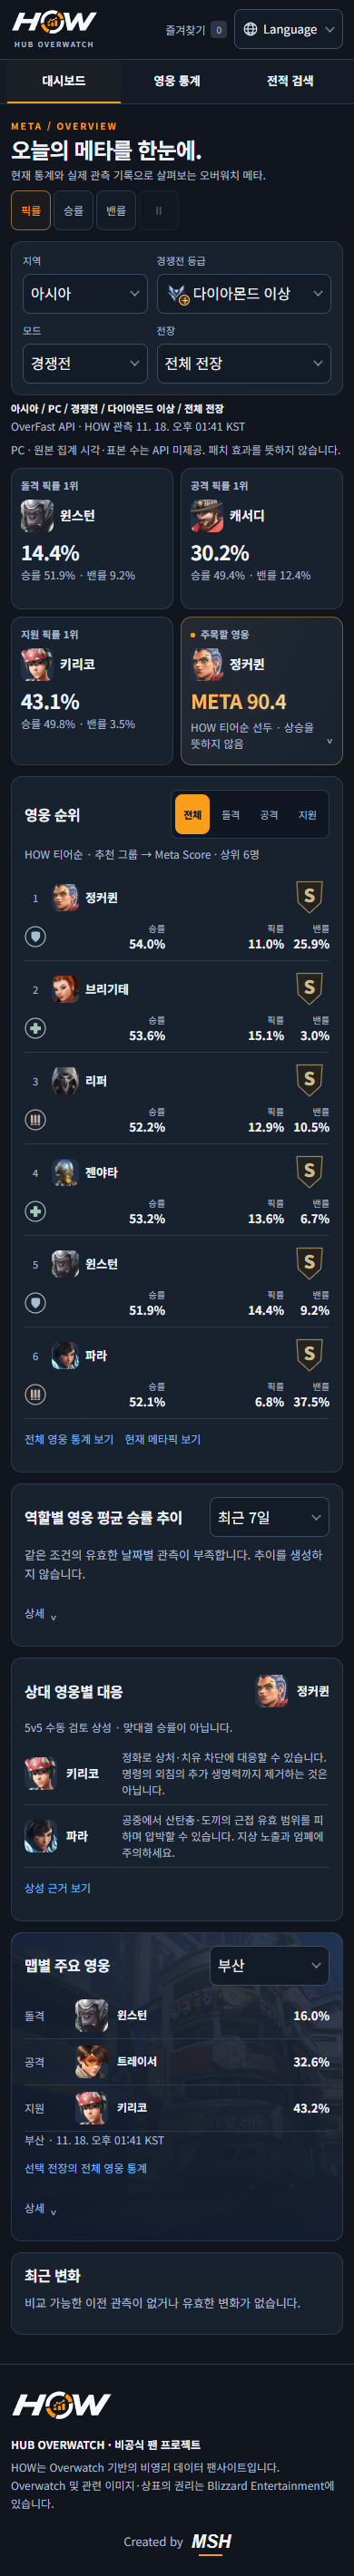 HOW
HUB OVERWATCH
즐겨찾기 0
Language
대시보드 영웅 통계 전적 검색
META / OVERVIEW
오늘의 메타를 한눈에.
현재 통계와 실제 관측 기록으로 살펴보는 오버워치 메타.
픽률 승률 밴률
지역 경쟁전 등급
아시아 다이아몬드 이상
모드 전장
경쟁전 전체 전장
아시아 / PC / 경쟁전 / 다이아몬드 이상 / 전체 전장
OverFast API · HOW 관측 11. 18. 오후 01:41 KST
PC · 원본 집계 시각·표본 수는 API 미제공. 패치 효과를 뜻하지 않습니다.
돌격 픽률 1위
윈스턴
14.4%
승률 51.9% · 밴률 9.2%
공격 픽률 1위
캐서디
30.2%
승률 49.4% · 밴률 12.4%
지원 픽률 1위
키리코
43.1%
승률 49.8% · 밴률 3.5%
주목할 영웅
정커퀸
META 90.4
HOW 티어순 선두 · 상승을
뜻하지 않음
영웅 순위
전체 돌격 공격 지원
HOW 티어순 · 추천 그룹 → Meta Score · 상위 6명
1 정커퀸 S
승률 픽률 밴률
54.0% 11.0% 25.9%
2 브리기테 S
승률 픽률 밴률
53.6% 15.1% 3.0%
3 리퍼 S
승률 픽률 밴률
52.2% 12.9% 10.5%
4 젠야타 S
승률 픽률 밴률
53.2% 13.6% 6.7%
5 윈스턴 S
승률 픽률 밴률
51.9% 14.4% 9.2%
6 파라 S
승률 픽률 밴률
52.1% 6.8% 37.5%
전체 영웅 통계 보기 현재 메타픽 보기
역할별 영웅 평균 승률 추이 최근 7일
같은 조건의 유효한 날짜별 관측이 부족합니다. 추이를 생성하
지 않습니다.
상세
상대 영웅별 대응 정커퀸
5v5 수동 검토 상성 · 맞대결 승률이 아닙니다.
키리코
정화로 상처·치유 차단에 대응할 수 있습니다.
명령의 외침의 추가 생명력까지 제거하는 것은
아닙니다.
파라
공중에서 산탄총·도끼의 근접 유효 범위를 피
하며 압박할 수 있습니다. 지상 노출과 엄폐에
주의하세요.
상성 근거 보기
맵별 주요 영웅 부산
돌격 윈스턴 16.0%
공격 트레이서 32.6%
지원 키리코 43.2%
부산 · 11. 18. 오후 01:41 KST
선택 전장의 전체 영웅 통계
상세
최근 변화
비교 가능한 이전 관측이 없거나 유효한 변화가 없습니다.
HOW
HUB OVERWATCH · 비공식 팬 프로젝트
HOW는 Overwatch 기반의 비영리 데이터 팬사이트입니다.
Overwatch 및 관련 이미지·상표의 권리는 Blizzard Entertainment에
있습니다.
Created by MSH